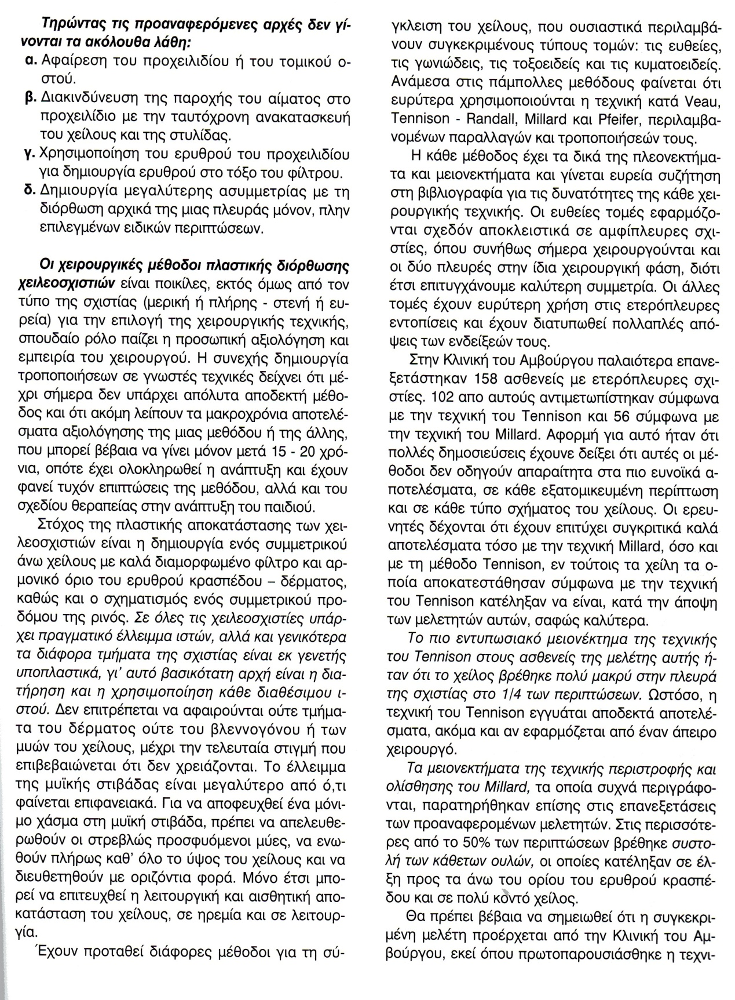 Τηρώντας τις προαναφερόμενες αρχές δεν γί-
νονται τα ακόλουθα λάθη:
α. Αφαίρεση του προχειλιδίου ή του τομικού ο-
στού.
β. Διακινδύνευση της παροχής του αίματος στο
προχειλίδιο με την ταυτόχρονη ανακατασκευή
του χείλους και της στυλίδας.
γ. Χρησιμοποίηση του ερυθρού του προχειλιδίου
για δημιουργία ερυθρού στο τόξο του φίλτρου.
δ. Δημιουργία μεγαλύτερης ασυμμετρίας με τη
διόρθωση αρχικά της μιας πλευράς μόνον, πλην
επιλεγμένων ειδικών περιπτώσεων.
Οι χειρουργικές μέθοδοι πλαστικής διόρθωσης
χειλεοσχιστιών είναι ποικίλες, εκτός όμως από τον
τύπο της σχιστίας (μερική ή πλήρης - στενή ή ευ-
ρεία) για την επιλογή της χειρουργικής τεχνικής,
σπουδαίο ρόλο παίζει η προσωπική αξιολόγηση και
εμπειρία του χειρουργού. Η συνεχής δημιουργία
τροποποιήσεων σε γνωστές τεχνικές δείχνει ότι μέ-
χρι σήμερα δεν υπάρχει απόλυτα αποδεκτή μέθο-
δος και ότι ακόμη λείπουν τα μακροχρόνια αποτελέ-
σματα αξιολόγησης της μιας μεθόδου ή της άλλης,
που μπορεί βέβαια να γίνει μόνον μετά 15 - 20 χρό-
νια, οπότε έχει ολοκληρωθεί η ανάπτυξη και έχουν
φανεί τυχόν επιπτώσεις της μεθόδου, αλλά και του
σχεδίου θεραπείας στην ανάπτυξη του παιδιού.
Στόχος της πλαστικής αποκατάστασης των χει-
λεοσχιστιών είναι η δημιουργία ενός συμμετρικού
άνω χείλους με καλά διαμορφωμένο φίλτρο και αρ-
μονικό όριο του ερυθρού κρασπέδου – δέρματος,
καθώς και ο σχηματισμός ενός συμμετρικού προ-
δόμου της ρινός. Σε όλες τις χειλεοσχιστίες υπάρ-
χει πραγματικό έλλειμμα ιστών, αλλά και γενικότερα
τα διάφορα τμήματα της σχιστίας είναι εκ γενετής
υποπλαστικά, γι' αυτό βασικότατη αρχή είναι η δια-
τήρηση και η χρησιμοποίηση κάθε διαθέσιμου ι-
στού. Δεν επιτρέπεται να αφαιρούνται ούτε τμήμα-
τα του δέρματος ούτε του βλεννογόνου ή των
μυών του χείλους, μέχρι την τελευταία στιγμή που
επιβεβαιώνεται ότι δεν χρειάζονται. Το έλλειμμα
της μυϊκής στιβάδας είναι μεγαλύτερο από ό,τι
φαίνεται επιφανειακά. Για να αποφευχθεί ένα μόνι-
μο χάσμα στη μυϊκή στιβάδα, πρέπει να απελευθε-
ρωθούν οι στρεβλώς προσφυόμενοι μύες, να ενω-
θούν πλήρως καθ' όλο το ύψος του χείλους και να
διευθετηθούν με οριζόντια φορά. Μόνο έτσι μπο-
ρεί να επιτευχθεί η λειτουργική και αισθητική απο-
κατάσταση του χείλους, σε ηρεμία και σε λειτουρ-
γία.
Έχουν προταθεί διάφορες μέθοδοι για τη σύ-
γκλειση του χείλους, που ουσιαστικά περιλαμβά-
νουν συγκεκριμένους τύπους τομών: τις ευθείες,
τις γωνιώδεις, τις τοξοειδείς και τις κυματοειδείς.
Ανάμεσα στις πάμπολλες μεθόδους φαίνεται ότι
ευρύτερα χρησιμοποιούνται η τεχνική κατά Veau,
Tennison - Randall, Millard και Pfeifer, περιλαμβα-
νομένων παραλλαγών και τροποποιήσεών τους.
Η κάθε μέθοδος έχει τα δικά της πλεονεκτήμα-
τα και μειονεκτήματα και γίνεται ευρεία συζήτηση
στη βιβλιογραφία για τις δυνατότητες της κάθε χει-
ρουργικής τεχνικής. Οι ευθείες τομές εφαρμόζο-
νται σχεδόν αποκλειστικά σε αμφίπλευρες σχι-
στίες, όπου συνήθως σήμερα χειρουργούνται και
οι δύο πλευρές στην ίδια χειρουργική φάση, διότι
έτσι επιτυγχάνουμε καλύτερη συμμετρία. Οι άλλες
τομές έχουν ευρύτερη χρήση στις ετερόπλευρες
εντοπίσεις και έχουν διατυπωθεί πολλαπλές από-
ψεις των ενδείξεών τους.
Στην Κλινική του Αμβούργου παλαιότερα επανε-
ξετάστηκαν 158 ασθενείς με ετερόπλευρες σχι-
στίες. 102 απο αυτούς αντιμετωπίστηκαν σύμφωνα
με την τεχνική του Tennison και 56 σύμφωνα με
την τεχνική του Millard. Αφορμή για αυτό ήταν ότι
πολλές δημοσιεύσεις έχουνε δείξει ότι αυτές οι μέ-
θοδοι δεν οδηγούν απαραίτητα στα πιο ευνοϊκά α-
ποτελέσματα, σε κάθε εξατομικευμένη περίπτωση
και σε κάθε τύπο σχήματος του χείλους. Οι ερευ-
νητές δέχονται ότι έχουν επιτύχει συγκριτικά καλά
αποτελέσματα τόσο με την τεχνική Millard, όσο και
με τη μέθοδο Tennison, εν τούτοις τα χείλη τα ο-
ποία αποκατεστάθησαν σύμφωνα με την τεχνική
του Tennison κατέληξαν να είναι, κατά την άποψη
των μελετητών αυτών, σαφώς καλύτερα.
Το πιο εντυπωσιακό μειονέκτημα της τεχνικής
του Tennison στους ασθενείς της μελέτης αυτής ή-
ταν ότι το χείλος βρέθηκε πολύ μακρύ στην πλευρά
της σχιστίας στο 1/4 των περιπτώσεων. Ωστόσο, η
τεχνική του Tennison εγγυάται αποδεκτά αποτελέ-
σματα, ακόμα και αν εφαρμόζεται από έναν άπειρο
χειρουργό.
Τα μειονεκτήματα της τεχνικής περιστροφής και
ολίσθησης του Millard, τα οποία συχνά περιγράφο-
νται, παρατηρήθηκαν επίσης στις επανεξετάσεις
των προαναφερομένων μελετητών. Στις περισσότε-
ρες από το 50% των περιπτώσεων βρέθηκε συστο-
λή των κάθετων ουλών, οι οποίες κατέληξαν σε έλ-
ξη προς τα άνω του ορίου του ερυθρού κρασπέ-
δου και σε πολύ κοντό χείλος.
Θα πρέπει βέβαια να σημειωθεί ότι η συγκεκρι-
μένη μελέτη προέρχεται από την Κλινική του Αμ-
βούργου, εκεί όπου πρωτοπαρουσιάσθηκε η τεχνι-